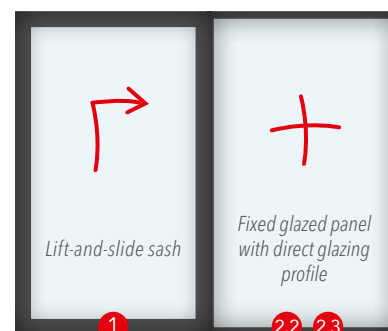 Lift-and-slide sash
Fixed glazed panel
with direct glazing
profile
1
2.2 2.3